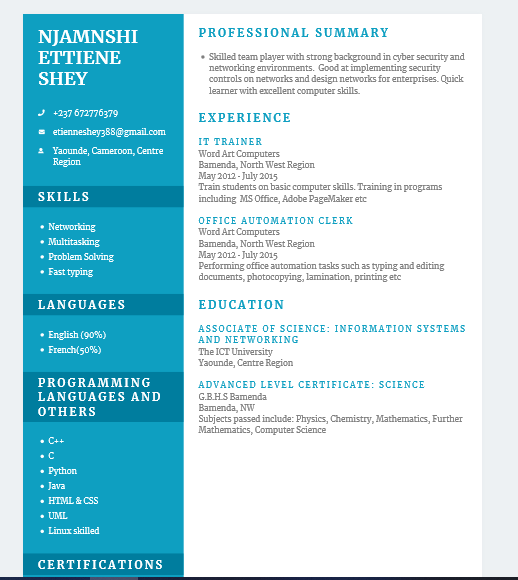 NJAMNSHI
ETTIENE
SHEY
+237 672776379
etienneshey388@gmail.com
Yaounde, Cameroon, Centre
Region
SKILLS
Networking
Multitasking
Problem Solving
Fast typing
LANGUAGES
English (90%)
French(50%)
PROGRAMMING
LANGUAGES AND
OTHERS
C++
C
Python
Java
HTML & CSS
UML
Linux skilled
CERTIFICATIONS
PROFESSIONAL SUMMARY
Skilled team player with strong background in cyber security and
networking environments. Good at implementing security
controls on networks and design networks for enterprises. Quick
learner with excellent computer skills.
EXPERIENCE
IT TRAINER
Word Art Computers
Bamenda, North West Region
May 2012 - July 2015
Train students on basic computer skills. Training in programs
including MS Office, Adobe PageMaker etc
OFFICE AUTOMATION CLERK
Word Art Computers
Bamenda, North West Region
May 2012 - July 2015
Performing office automation tasks such as typing and editing
documents, photocopying, lamination, printing etc
EDUCATION
ASSOCIATE OF SCIENCE: INFORMATION SYSTEMS
AND NETWORKING
The ICT University
Yaounde, Centre Region
ADVANCED LEVEL CERTIFICATE: SCIENCE
G.B.H.S Bamenda
Bamenda, NW
Subjects passed include: Physics, Chemistry, Mathematics, Further
Mathematics, Computer Science